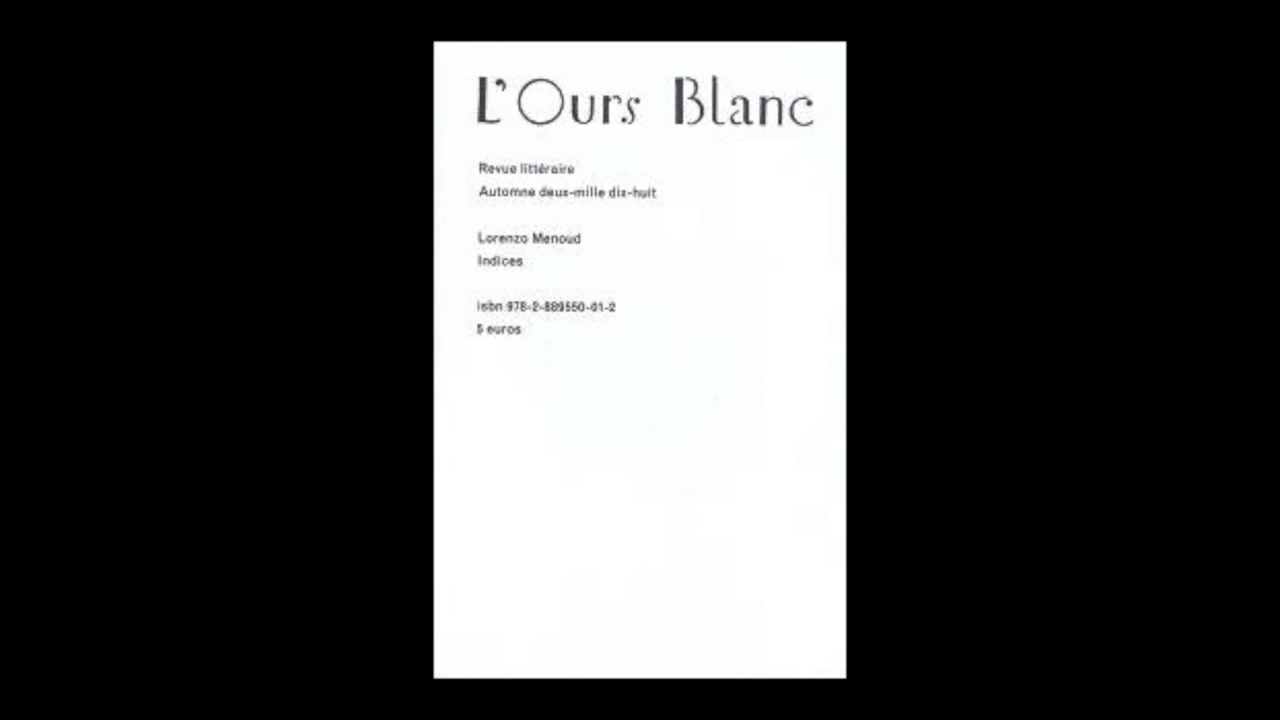 L'Ours Blanc
Revue littéraire
Automne deux-mille dix-huit
Lorenzo Menoud
Indices
isbn 978-2-889550-01-2
5 euros